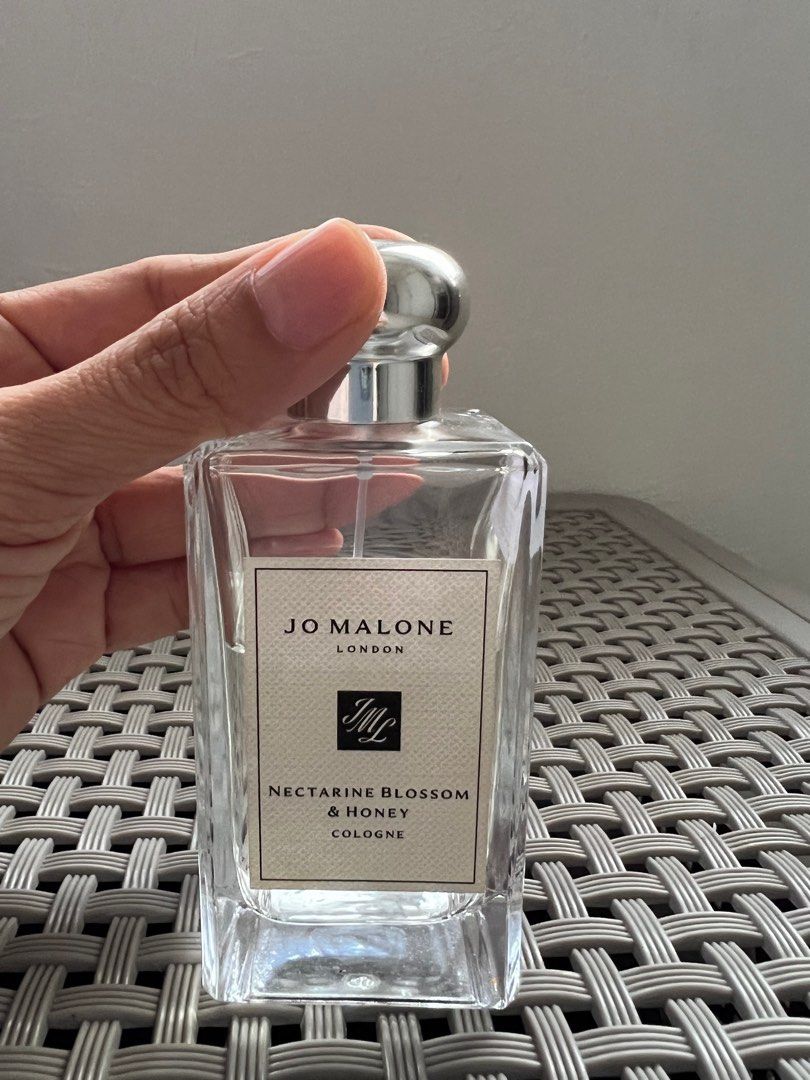 JO MALONE
LONDON
JML
NECTARINE BLOSSOM
& HONEY
COLOGNE